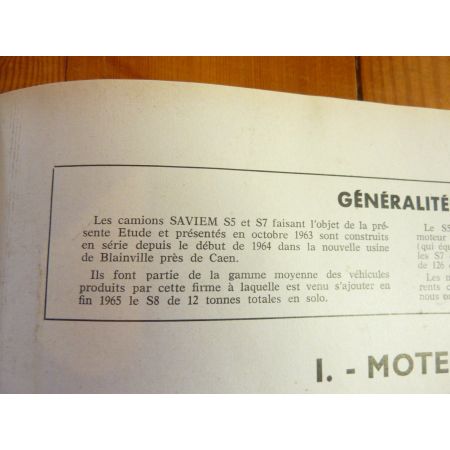 GÉNÉRALITÉ
Les camions SAVIEM S5 et S7 faisant l'objet de la pré-
sente Etude et présentés en octobre 1963 sont construits
en série depuis le début de 1964 dans la nouvelle usine
de Blainville près de Caen.
Ils font partie de la gamme moyenne des véhicules
produits par cette firme à laquelle est venu s'ajouter en
fin 1965 le S8 de 12 tonnes totales en solo.
Le S5
moteur
(qui équ
les S7
de 126
Les m
rents d
nous co
I. - MOTE